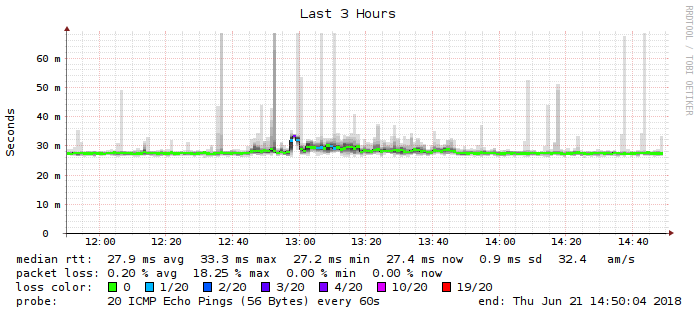 Last 3 Hours
RRDTOOL / TOBI OETIKER
Seconds
60 m
50 m
40 m
30 m
20 m
10 m
0
12:00 12:20 12:40 13:00 13:20 13:40 14:00 14:20 14:40
median rtt: 27.9 ms avg 33.3 ms max 27.2 ms min 27.4 ms now 0.9 ms sd 32.4 am/s
packet loss: 0.20 % avg 18.25 % max 0.00 % min 0.00 % now
loss color: 0 1/20 2/20 3/20 4/20 10/20 19/20
probe: 20 ICMP Echo Pings (56 Bytes) every 60s end: Thu Jun 21 14:50:04 2018